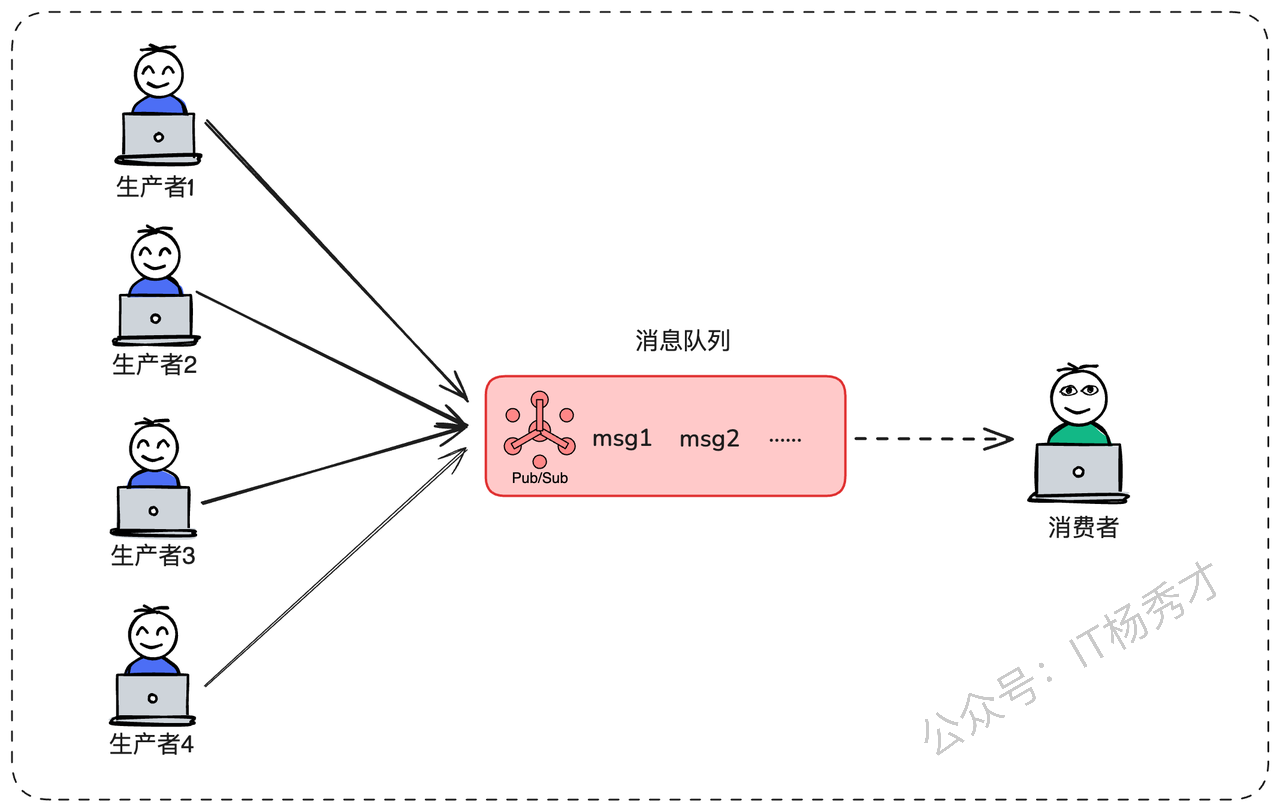 生产者1
生产者2
消息队列
msg1 msg2 ······
Pub/Sub
生产者3
消费者
生产者4
公众号：IT杨秀才